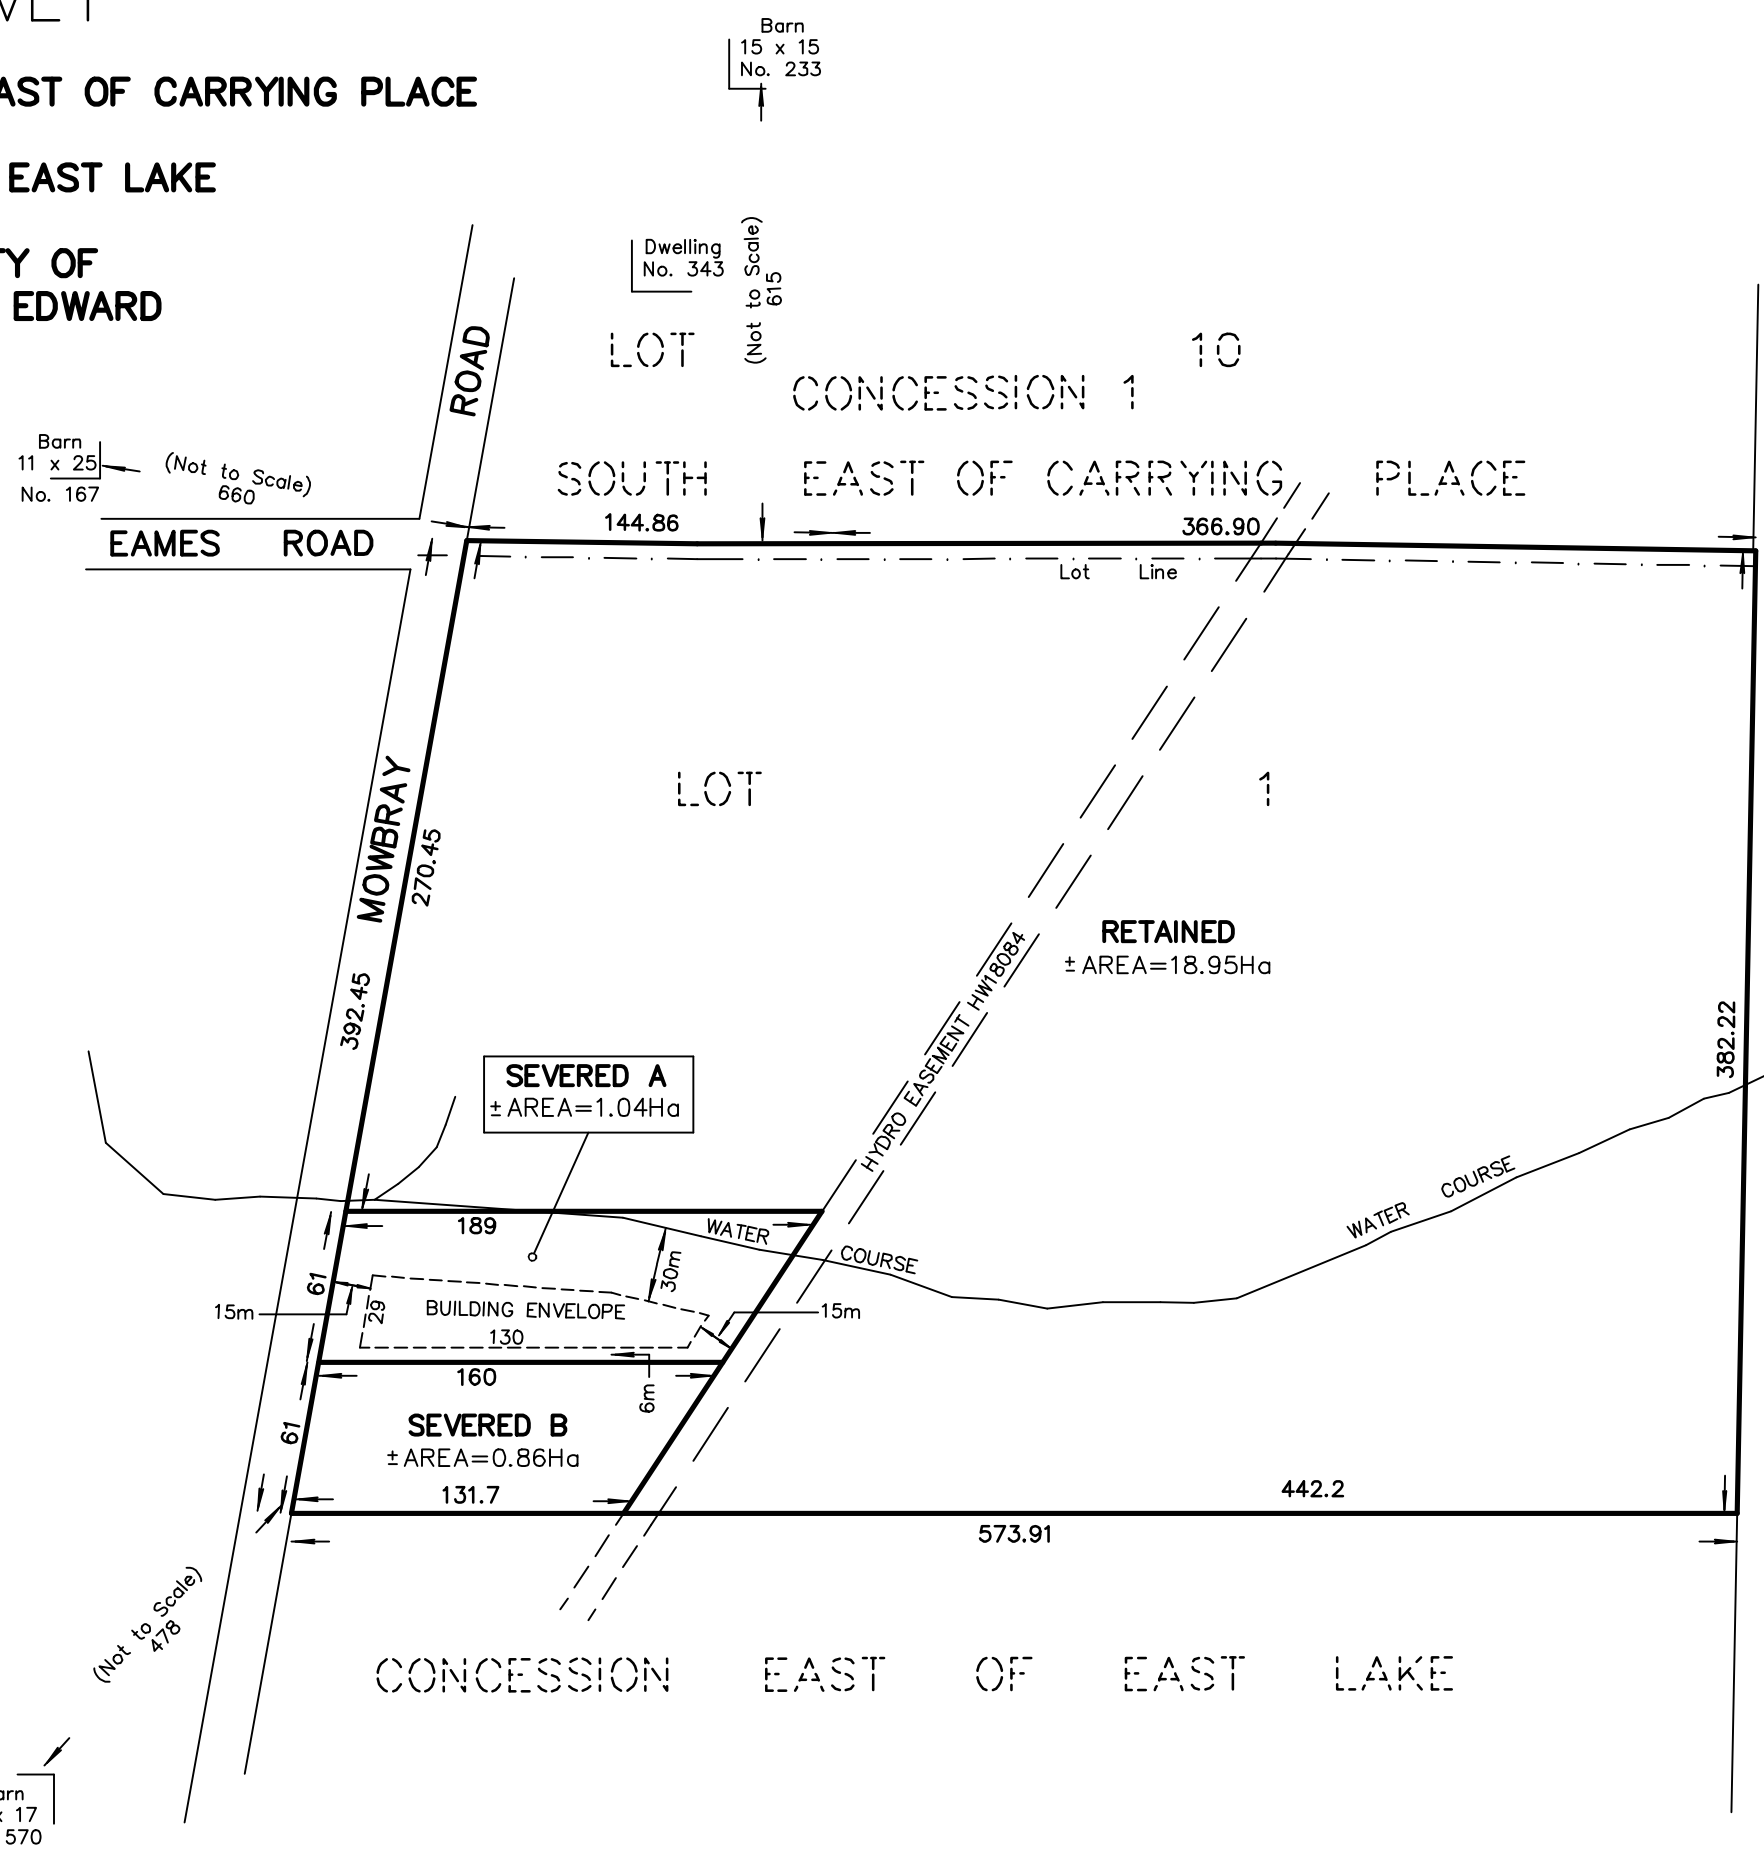 AST OF CARRYING PLACE
EAST LAKE
TY OF
EDWARD
Barn
15 x 15
No. 233
Dwelling
No. 343
(Not to Scale)
615
ROAD
LOT 10
CONCESSION 1
SOUTH EAST OF CARRYING PLACE
Barn
11 x 25
No. 167
(Not to Scale)
660
EAMES ROAD
144.86
366.90
Lot Line
MOWBRAY
270.45
392.45
LOT 1
RETAINED
± AREA=18.95Ha
HYDRO EASEMENT HW18084
382.22
SEVERED A
± AREA=1.04Ha
189
WATER COURSE
WATER COURSE
30m
61
15m
29
BUILDING ENVELOPE
130
15m
160
6m
61
SEVERED B
± AREA=0.86Ha
131.7
442.2
573.91
(Not to Scale)
478
CONCESSION EAST OF EAST LAKE
arn
x 17
570